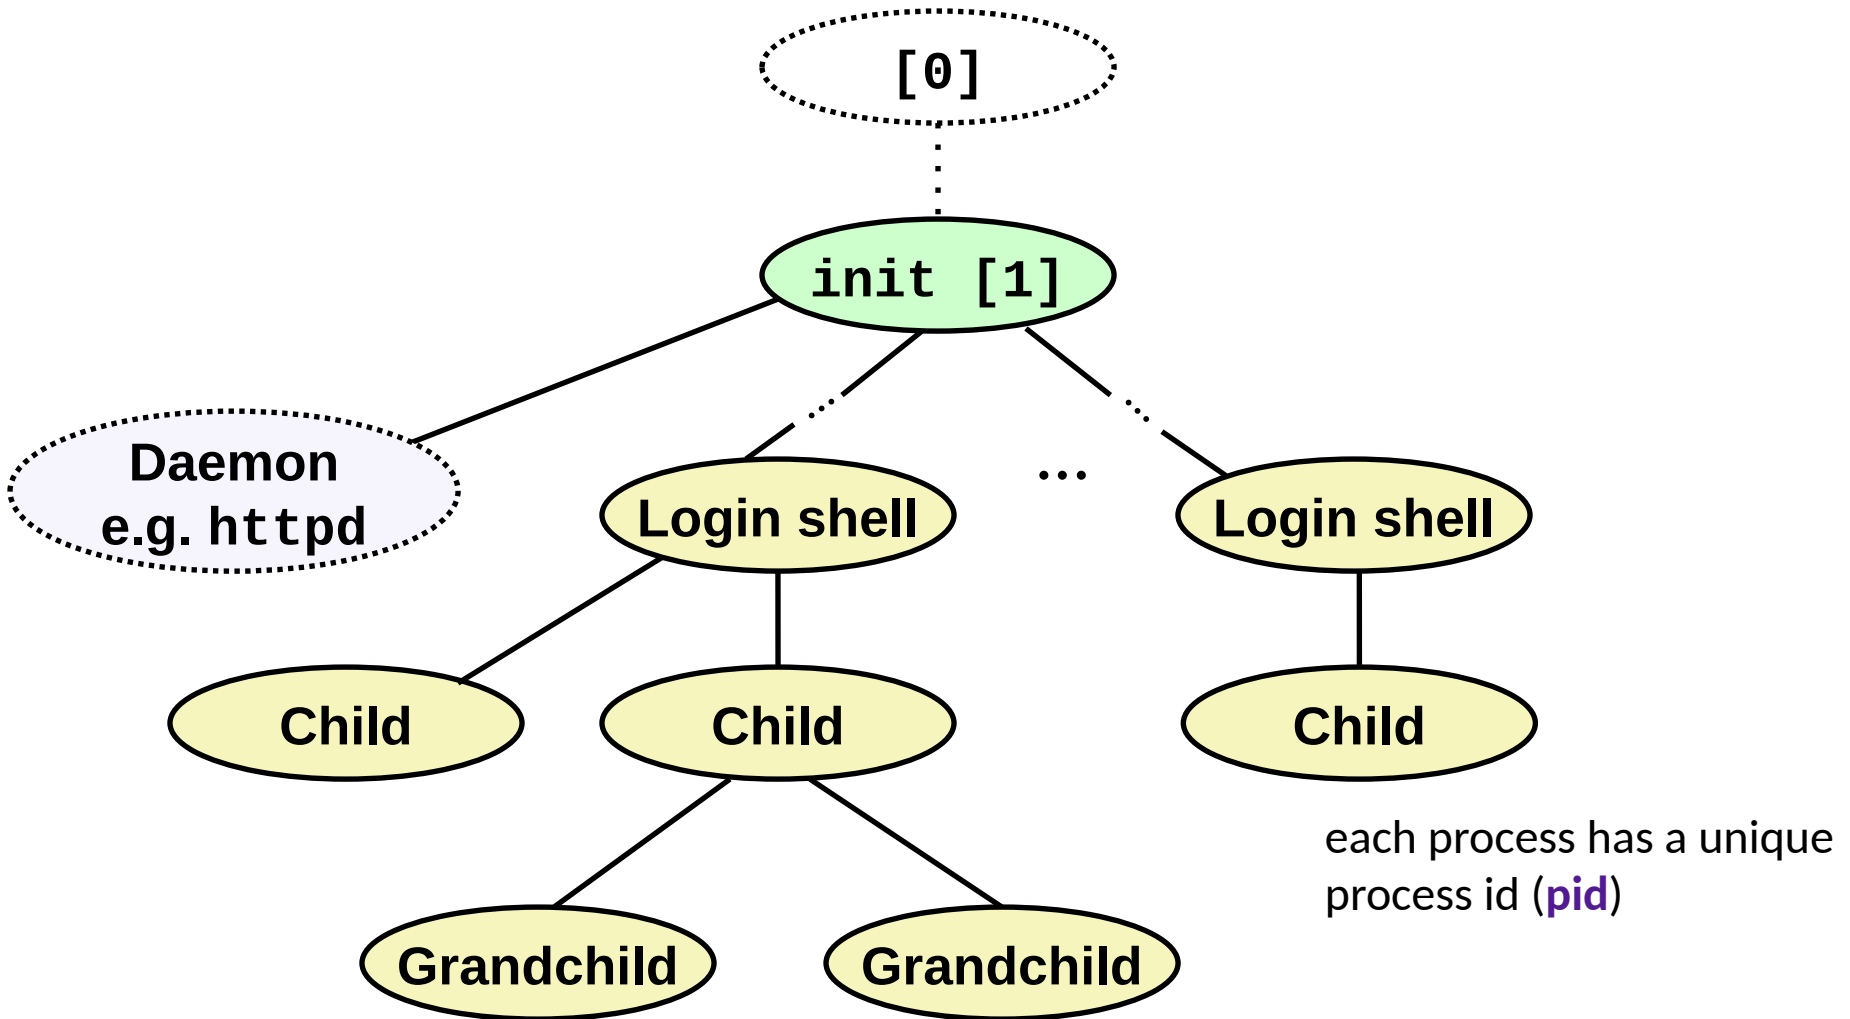 [0]
init [1]
Daemon
e.g. httpd
Login shell
...
Login shell
Child
Child
Child
each process has a unique
process id (pid)
Grandchild
Grandchild